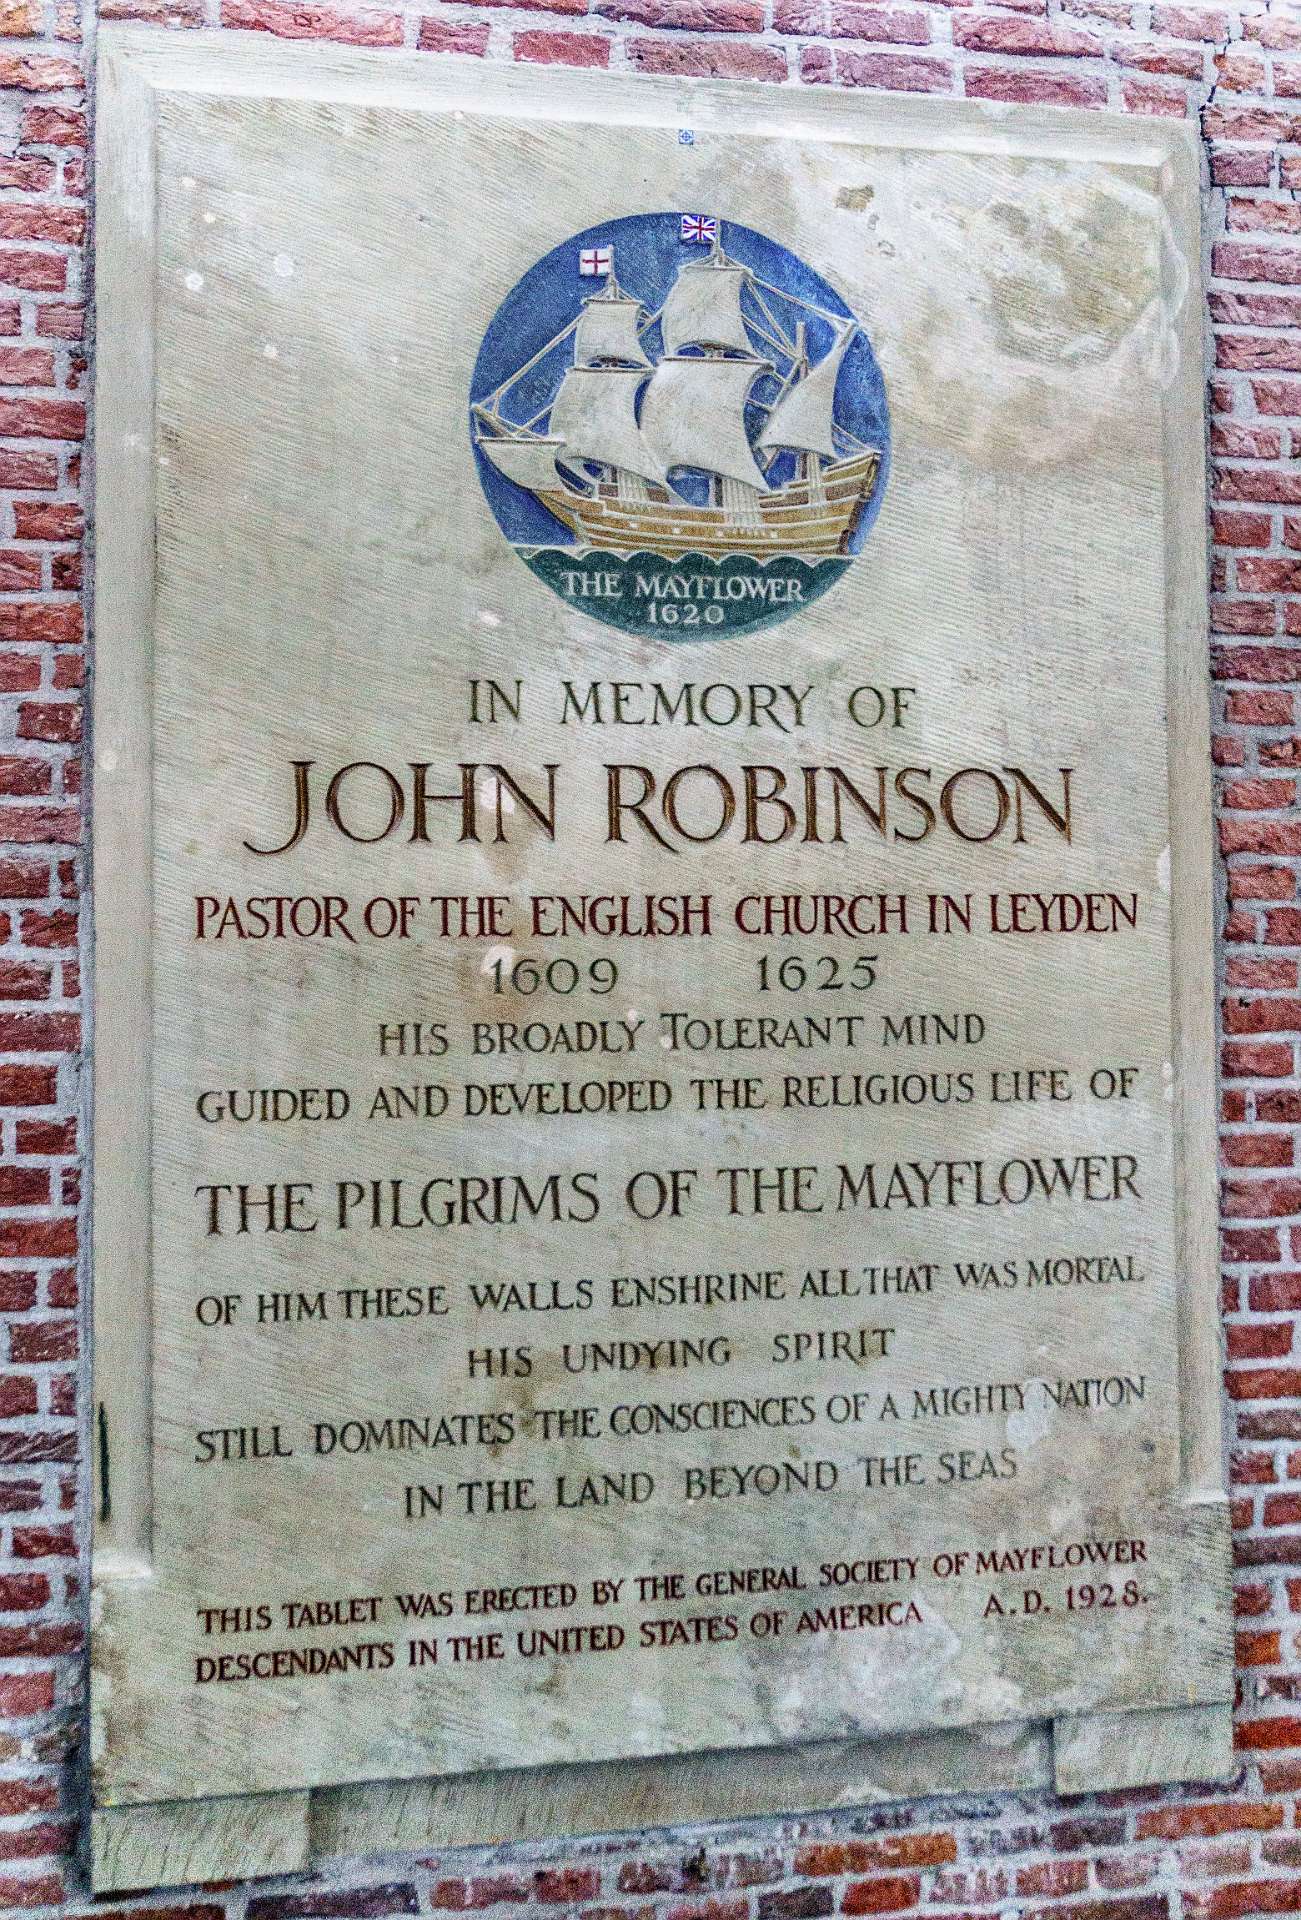 THE MAYFLOWER
1620
IN MEMORY OF
JOHN ROBINSON
PASTOR OF THE ENGLISH CHURCH IN LEYDEN
1609 1625
HIS BROADLY TOLERANT MIND
GUIDED AND DEVELOPED THE RELIGIOUS LIFE OF
THE PILGRIMS OF THE MAYFLOWER
OF HIM THESE WALLS ENSHRINE ALL THAT WAS MORTAL
HIS UNDYING SPIRIT
STILL DOMINATES THE CONSCIENCES OF A MIGHTY NATION
IN THE LAND BEYOND THE SEAS
THIS TABLET WAS ERECTED BY THE GENERAL SOCIETY OF MAYFLOWER
DESCENDANTS IN THE UNITED STATES OF AMERICA A.D. 1928.